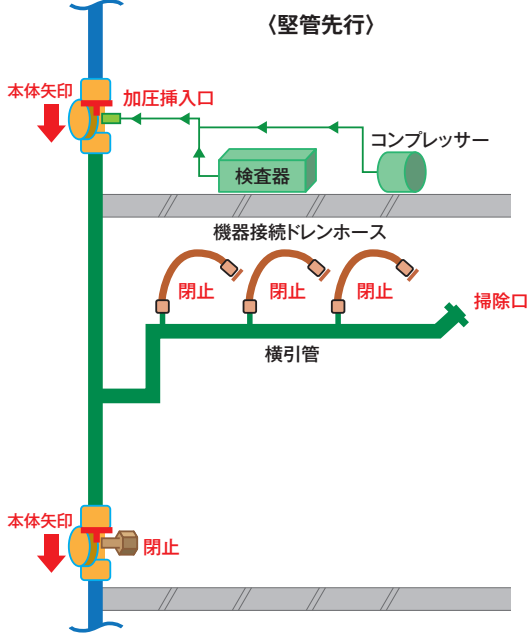 〈堅管先行〉
本体矢印
加圧挿入口
コンプレッサー
検査器
機器接続ドレンホース
閉止
閉止
閉止
掃除口
横引管
本体矢印
閉止